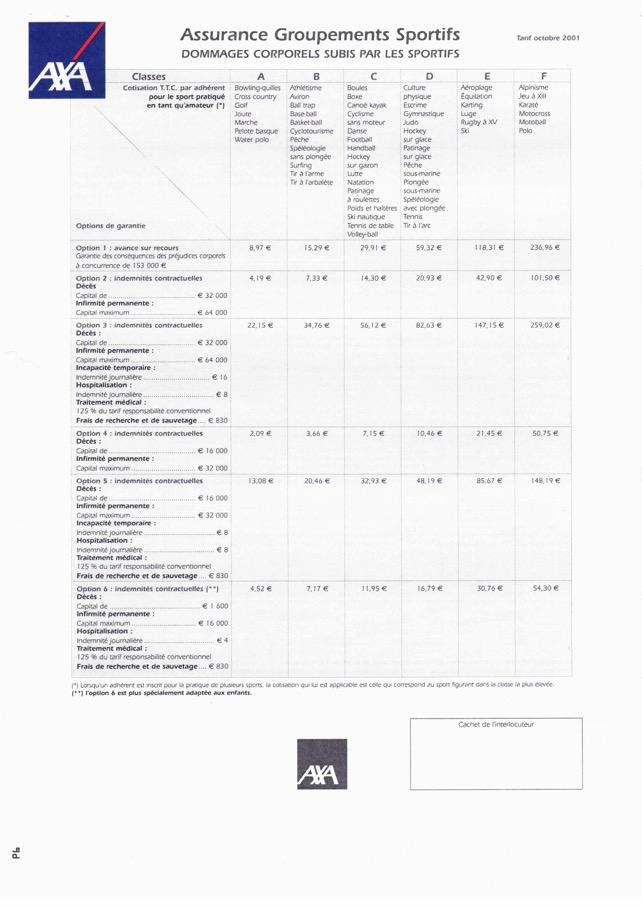 AXA
Assurance Groupements Sportifs
Tarif octobre 2001
DOMMAGES CORPORELS SUBIS PAR LES SPORTIFS
Classes
Cotisation T.T.C. par adhérent
pour le sport pratiqué
en tant qu'amateur (*)
Options de garantie
A
Bowling-quilles
Cross country
Golf
Joute
Marche
Pelote basque
Water polo
B
Athlétisme
Aviron
Ball trap
Base-ball
Basket-ball
Cyclotourisme
Pêche
Spéléologie
sans plongée
Surfing
Tir à l'arme
Tir à l'arbalète
C
Boules
Boxe
Canoë kayak
Cyclisme
sans moteur
Danse
Football
Handball
Hockey
sur gazon
Lutte
Natation
Patinage
à roulettes
Poids et haltères
Ski nautique
Tennis de table
Volley-ball
D
Culture
physique
Escrime
Gymnastique
Judo
Hockey
sur glace
Patinage
sur glace
Pêche
sous-marine
Plongée
sous-marine
Spéléologie
avec plongée
Tennis
Tir à l'arc
E
Aéroplage
Équitation
Karting
Luge
Rugby à XV
Ski
F
Alpinisme
Jeu à XIII
Karaté
Motocross
Motoball
Polo
Option 1 : avance sur recours 8,97 € 15,29 € 29,91 € 59,32 € 118,31 € 236,96 €
Garantie des conséquences des préjudices corporels
à concurrence de 153 000 €
Option 2 : indemnités contractuelles 4,19 € 7,33 € 14,30 € 20,93 € 42,90 € 101,50 €
Décès
Capital de ........ € 32 000
Infirmité permanente :
Capital maximum ........ € 64 000
Option 3 : indemnités contractuelles 22,15 € 34,76 € 56,12 € 82,63 € 147,15 € 259,02 €
Décès :
Capital de ........ € 32 000
Infirmité permanente :
Capital maximum ........ € 64 000
Incapacité temporaire :
Indemnité journalière ........ € 16
Hospitalisation :
Indemnité journalière ........ € 8
Traitement médical :
125 % du tarif responsabilité conventionnel
Frais de recherche et de sauvetage .... € 830
Option 4 : indemnités contractuelles 2,09 € 3,66 € 7,15 € 10,46 € 21,45 € 50,75 €
Décès :
Capital de ........ € 16 000
Infirmité permanente :
Capital maximum ........ € 32 000
Option 5 : indemnités contractuelles 13,08 € 20,46 € 32,93 € 48,19 € 85,67 € 148,19 €
Décès :
Capital de ........ € 16 000
Infirmité permanente :
Capital maximum ........ € 32 000
Incapacité temporaire :
Indemnité journalière ........ € 8
Hospitalisation :
Indemnité journalière ........ € 8
Traitement médical :
125 % du tarif responsabilité conventionnel
Frais de recherche et de sauvetage .... € 830
Option 6 : indemnités contractuelles (**) 4,52 € 7,17 € 11,95 € 16,79 € 30,76 € 54,30 €
Décès :
Capital de ........ € 1 600
Infirmité permanente :
Capital maximum ........ € 16 000
Hospitalisation :
Indemnité journalière ........ € 4
Traitement médical :
125 % du tarif responsabilité conventionnel
Frais de recherche et de sauvetage .... € 830
(*) Lorsqu'un adhérent est inscrit pour la pratique de plusieurs sports, la cotisation qui lui est applicable est celle qui correspond au sport figurant dans la classe la plus élevée.
(**) l'option 6 est plus spécialement adaptée aux enfants.
Cachet de l'interlocuteur
AXA